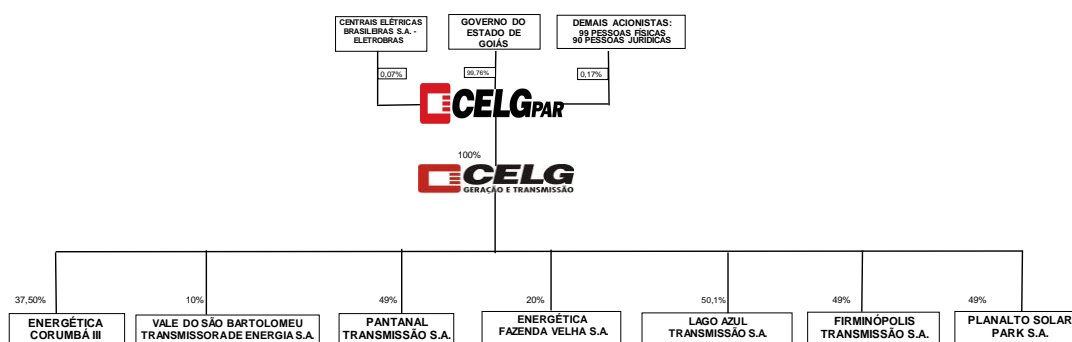 CENTRAIS ELÉTRICAS
BRASILEIRAS S.A. -
ELETROBRAS
GOVERNO DO
ESTADO DE
GOIÁS
DEMAIS ACIONISTAS:
99 PESSOAS FÍSICAS
90 PESSOAS JURÍDICAS
0,07%
99,76%
0,17%
CELGPAR
100%
CELG
GERAÇÃO E TRANSMISSÃO
37,50%
10%
49%
20%
50,1%
49%
49%
ENERGÉTICA
CORUMBÁ III
VALE DO SÃO BARTOLOMEU
TRANSMISSORA DE ENERGIA S.A.
PANTANAL
TRANSMISSÃO S.A.
ENERGÉTICA
FAZENDA VELHA S.A.
LAGO AZUL
TRANSMISSÃO S.A.
FIRMINÓPOLIS
TRANSMISSÃO S.A.
PLANALTO SOLAR
PARK S.A.